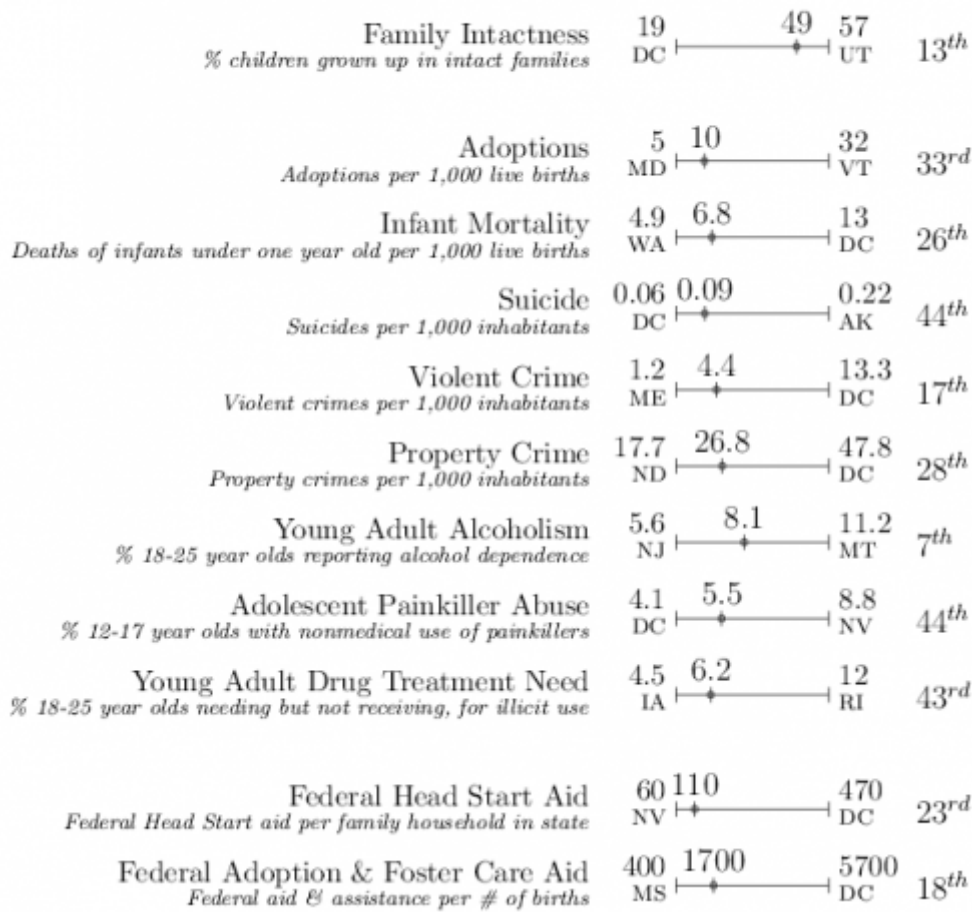 Family Intactness 19 49 57 13th
% children grown up in intact families DC UT
Adoptions 5 10 32 33rd
Adoptions per 1,000 live births MD VT
Infant Mortality 4.9 6.8 13 26th
Deaths of infants under one year old per 1,000 live births WA DC
Suicide 0.06 0.09 0.22 44th
Suicides per 1,000 inhabitants DC AK
Violent Crime 1.2 4.4 13.3 17th
Violent crimes per 1,000 inhabitants ME DC
Property Crime 17.7 26.8 47.8 28th
Property crimes per 1,000 inhabitants ND DC
Young Adult Alcoholism 5.6 8.1 11.2 7th
% 18-25 year olds reporting alcohol dependence NJ MT
Adolescent Painkiller Abuse 4.1 5.5 8.8 44th
% 12-17 year olds with nonmedical use of painkillers DC NV
Young Adult Drug Treatment Need 4.5 6.2 12 43rd
% 18-25 year olds needing but not receiving, for illicit use IA RI
Federal Head Start Aid 60 110 470 23rd
Federal Head Start aid per family household in state NV DC
Federal Adoption & Foster Care Aid 400 1700 5700 18th
Federal aid & assistance per # of births MS DC